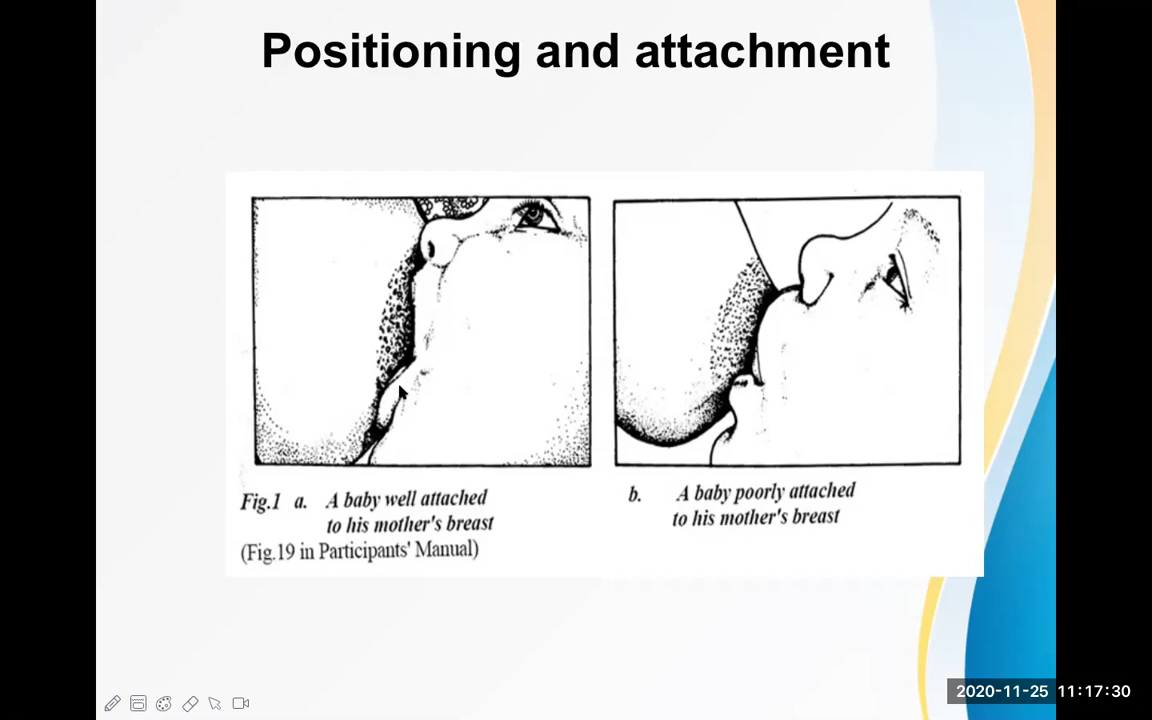 Positioning and attachment
Fig.1 a. A baby well attached
to his mother's breast
(Fig.19 in Participants' Manual)
b. A baby poorly attached
to his mother's breast
2020-11-25 11:17:30